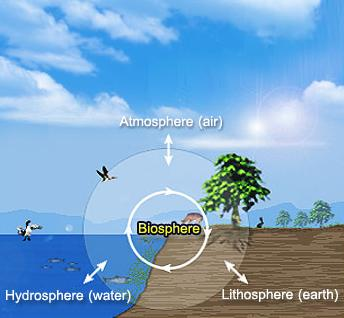 Atmosphere (air)
Biosphere
Hydrosphere (water)
Lithosphere (earth)